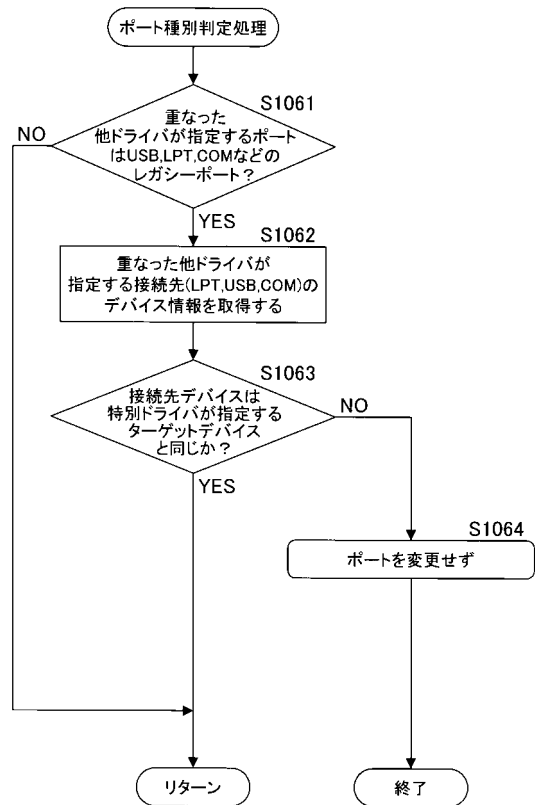 ポート種別判定処理
S1061
重なった
他ドライバが指定するポート
はUSB,LPT,COMなどの
レガシーポート？
NO
YES
S1062
重なった他ドライバが
指定する接続先(LPT,USB,COM)の
デバイス情報を取得する
S1063
接続先デバイスは
特別ドライバが指定する
ターゲットデバイス
と同じか？
NO
YES
S1064
ポートを変更せず
リターン
終了